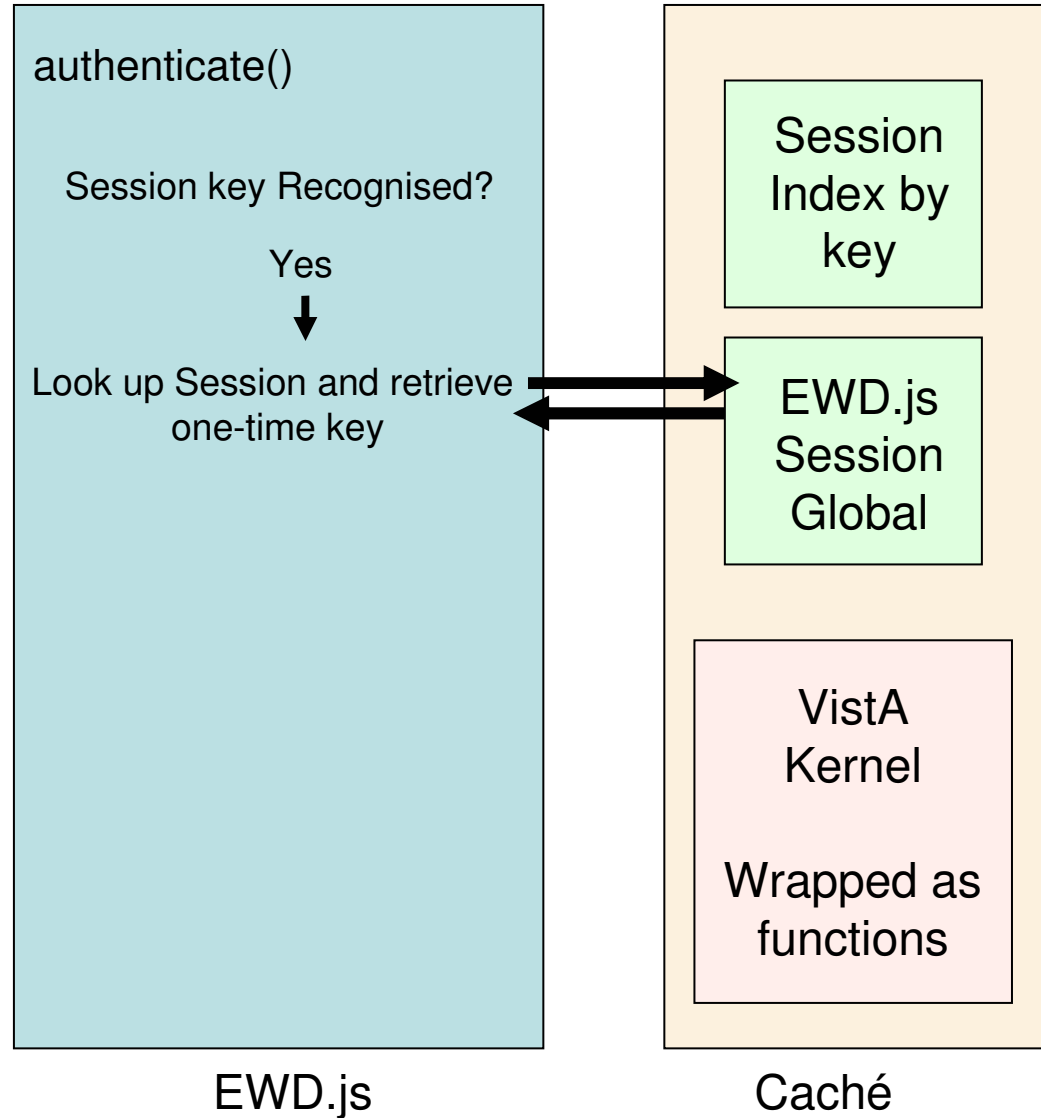 authenticate()
Session key Recognised?
Yes
Look up Session and retrieve
one-time key
Session
Index by
key
EWD.js
Session
Global
VistA
Kernel
Wrapped as
functions
EWD.js
Caché